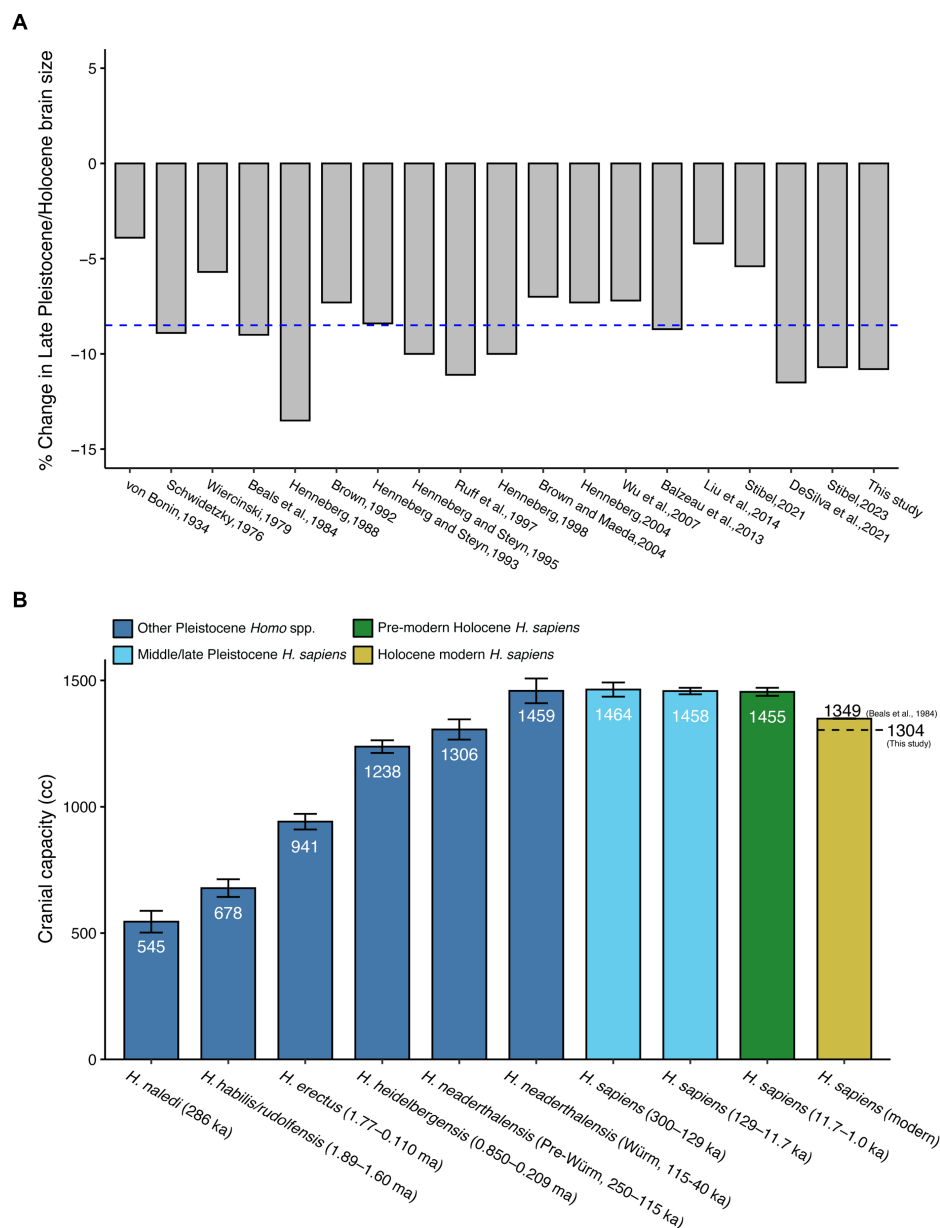 A
% Change in Late Pleistocene/Holocene brain size
5
0
−5
−10
−15
von Bonin,1934
Schwidetzky,1976
Wiercinski,1979
Beals et al.,1984
Henneberg,1988
Brown,1992
Henneberg and Steyn,1993
Henneberg and Steyn,1995
Ruff et al.,1997
Henneberg,1998
Brown and Maeda,2004
Henneberg,2004
Wu et al.,2007
Balzeau et al.,2013
Liu et al.,2014
Stibel,2021
DeSilva et al.,2021
Stibel,2023
This study
B
Other Pleistocene Homo spp.
Pre-modern Holocene H. sapiens
Middle/late Pleistocene H. sapiens
Holocene modern H. sapiens
Cranial capacity (cc)
1500
1000
500
0
545
678
941
1238
1306
1459
1464
1458
1455
1349 (Beals et al., 1984)
1304
(This study)
H. naledi (286 ka)
H. habilis/rudolfensis (1.89–1.60 ma)
H. erectus (1.77–0.110 ma)
H. heidelbergensis (0.850–0.209 ma)
H. neaderthalensis (Pre-Würm, 250–115 ka)
H. neaderthalensis (Würm, 115-40 ka)
H. sapiens (300–129 ka)
H. sapiens (129–11.7 ka)
H. sapiens (11.7–1.0 ka)
H. sapiens (modern)